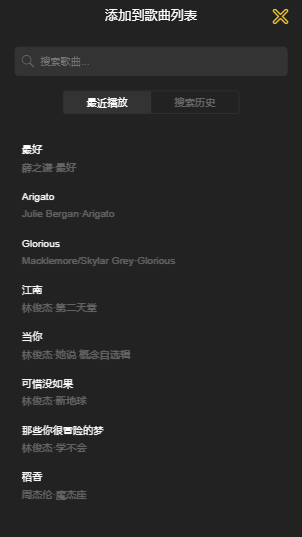 添加到歌曲列表
搜索歌曲...
最近播放 搜索历史
最好
薛之谦·最好
Arigato
Julie Bergan·Arigato
Glorious
Macklemore/Skylar Grey·Glorious
江南
林俊杰·第二天堂
当你
林俊杰·她说 概念自选辑
可惜没如果
林俊杰·新地球
那些你很冒险的梦
林俊杰·学不会
稻香
周杰伦·魔杰座